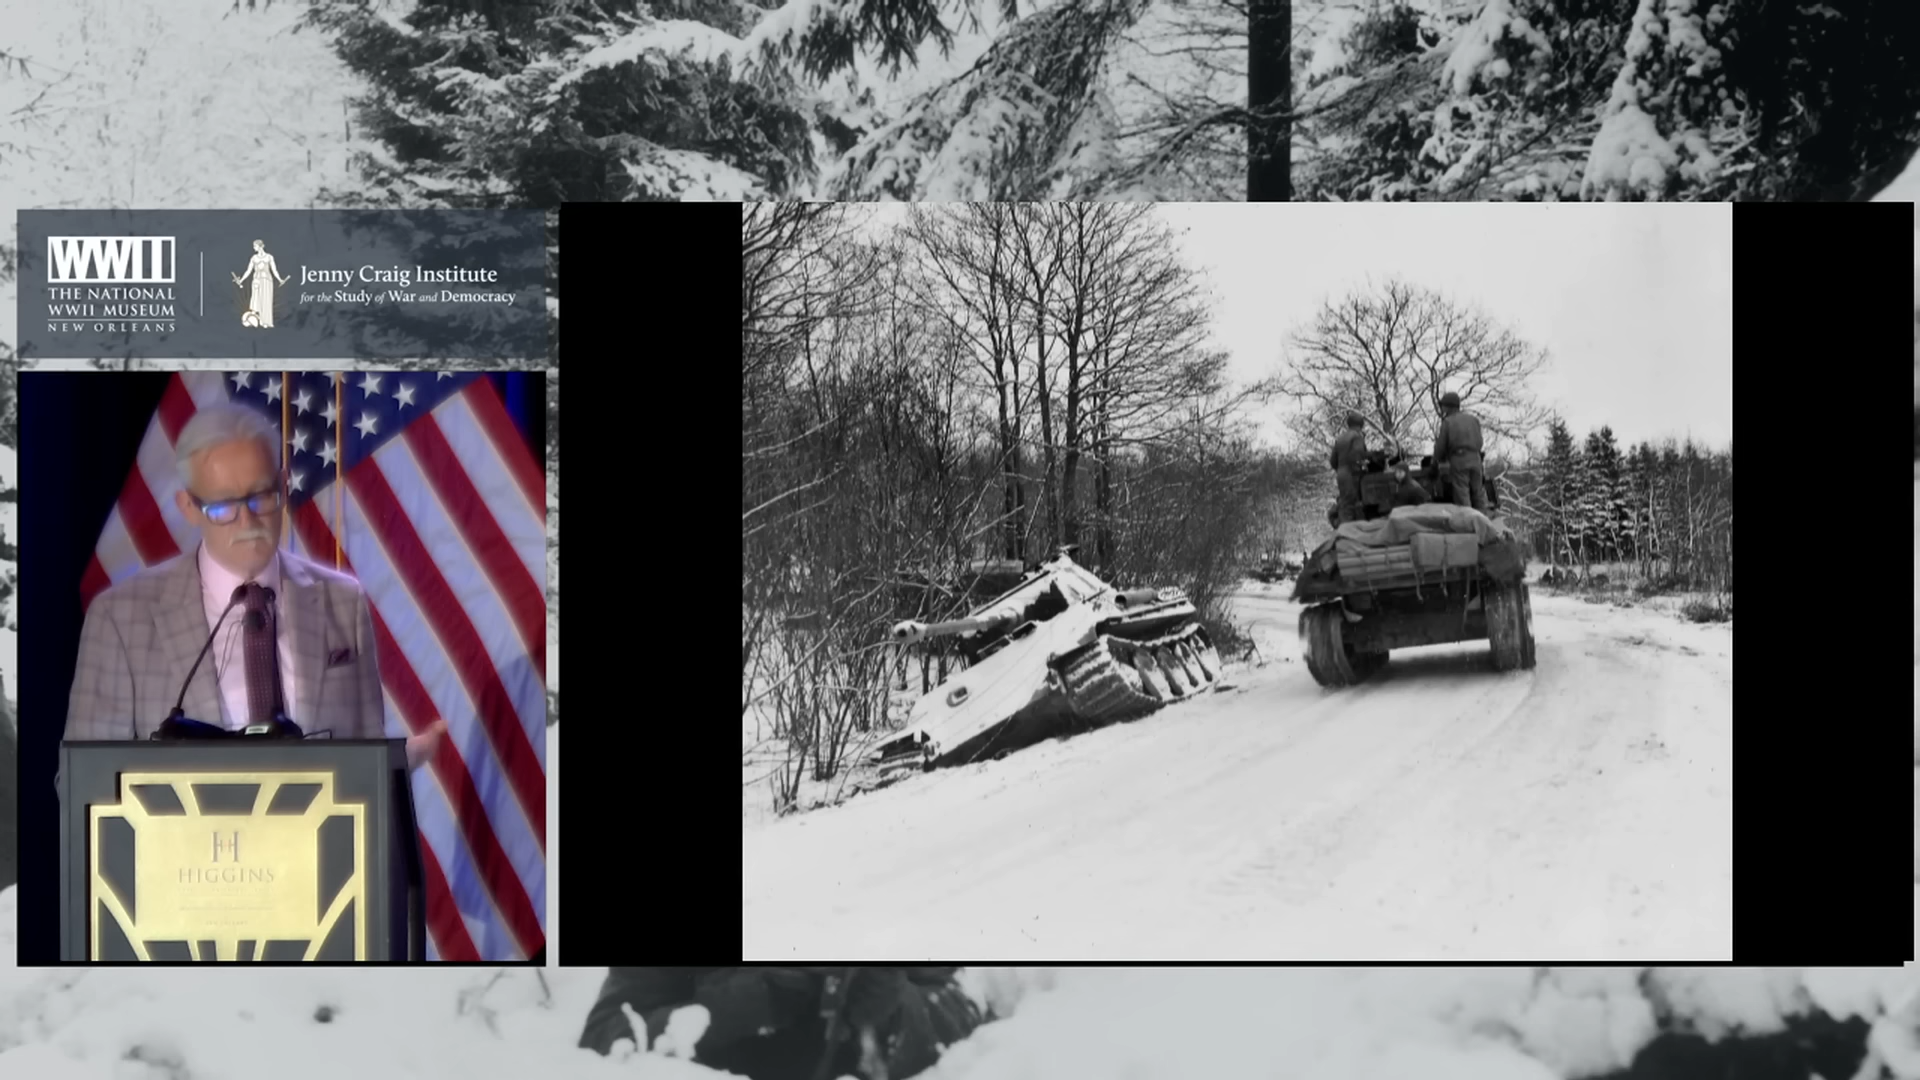 WWII
THE NATIONAL
WWII MUSEUM
NEW ORLEANS
Jenny Craig Institute
for the Study of War and Democracy
H
HIGGINS